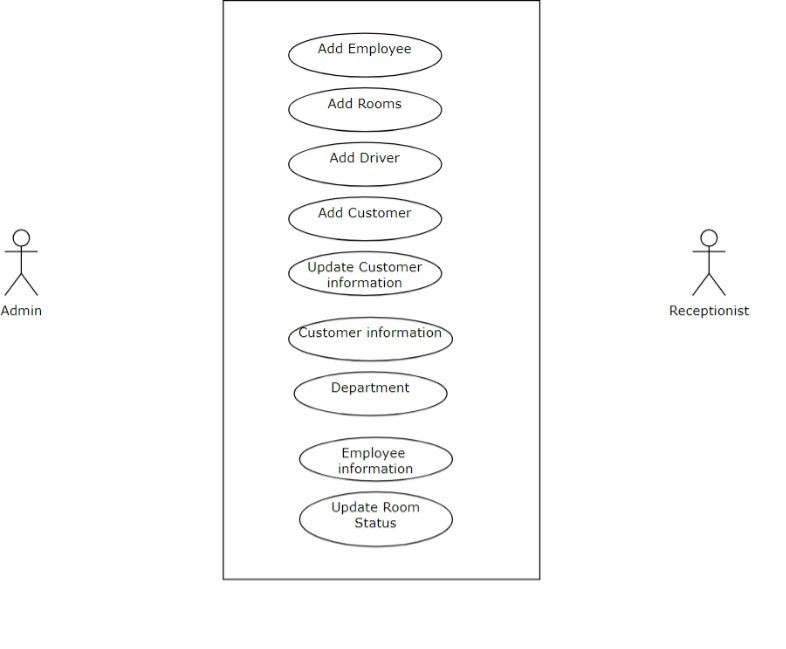 Add Employee
Add Rooms
Add Driver
Add Customer
Update Customer
information
Admin
Receptionist
Customer information
Department
Employee
information
Update Room
Status